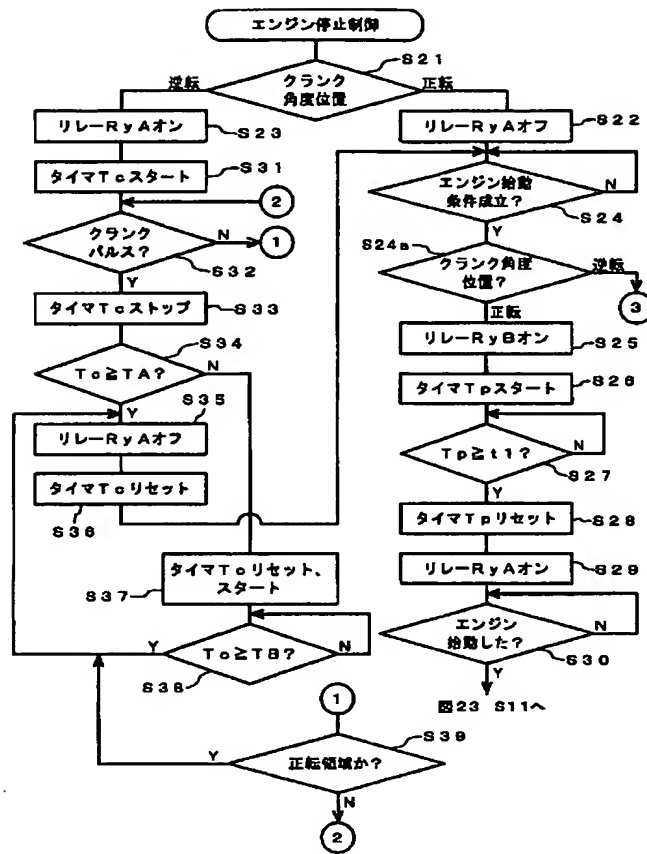 エンジン停止制御
S21
逆転
クランク
角度位置
正転
リレーRyAオン
S23
リレーRyAオフ
S22
タイマTcスタート
S31
2
エンジン始動
条件成立?
N
S24
Y
クランク
パルス?
N
1
S32
Y
S24a
クランク角度
位置?
逆転
3
正転
タイマTcストップ
S33
リレーRyBオン
S25
Tc≧TA?
S34
N
Y
タイマTpスタート
S26
S35
リレーRyAオフ
Tp≧t1?
N
S27
Y
タイマTcリセット
S36
タイマTpリセット
S28
リレーRyAオン
S29
タイマTcリセット、
スタート
S37
エンジン
始動した?
N
S30
Y
Tc≧TB?
Y
N
S38
図23 S11へ
1
S39
正転領域か?
Y
N
2